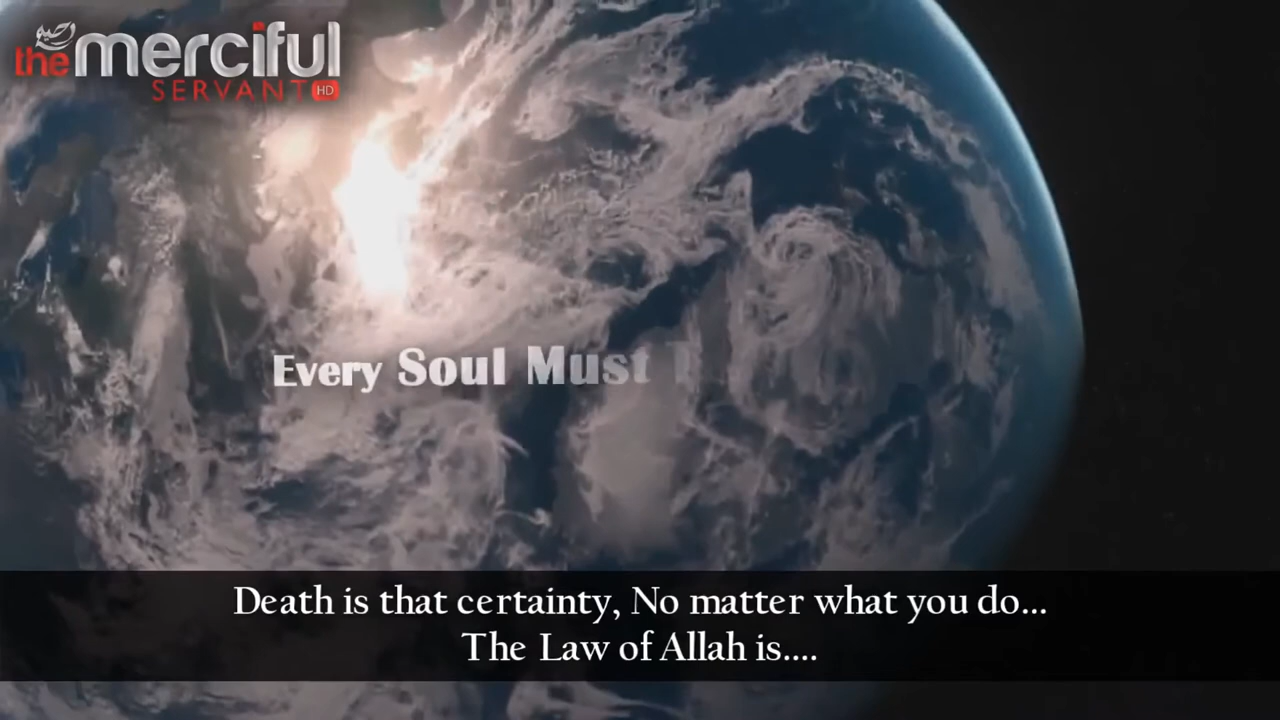 the merciful
SERVANT HD
Every Soul Must
Death is that certainty, No matter what you do...
The Law of Allah is....